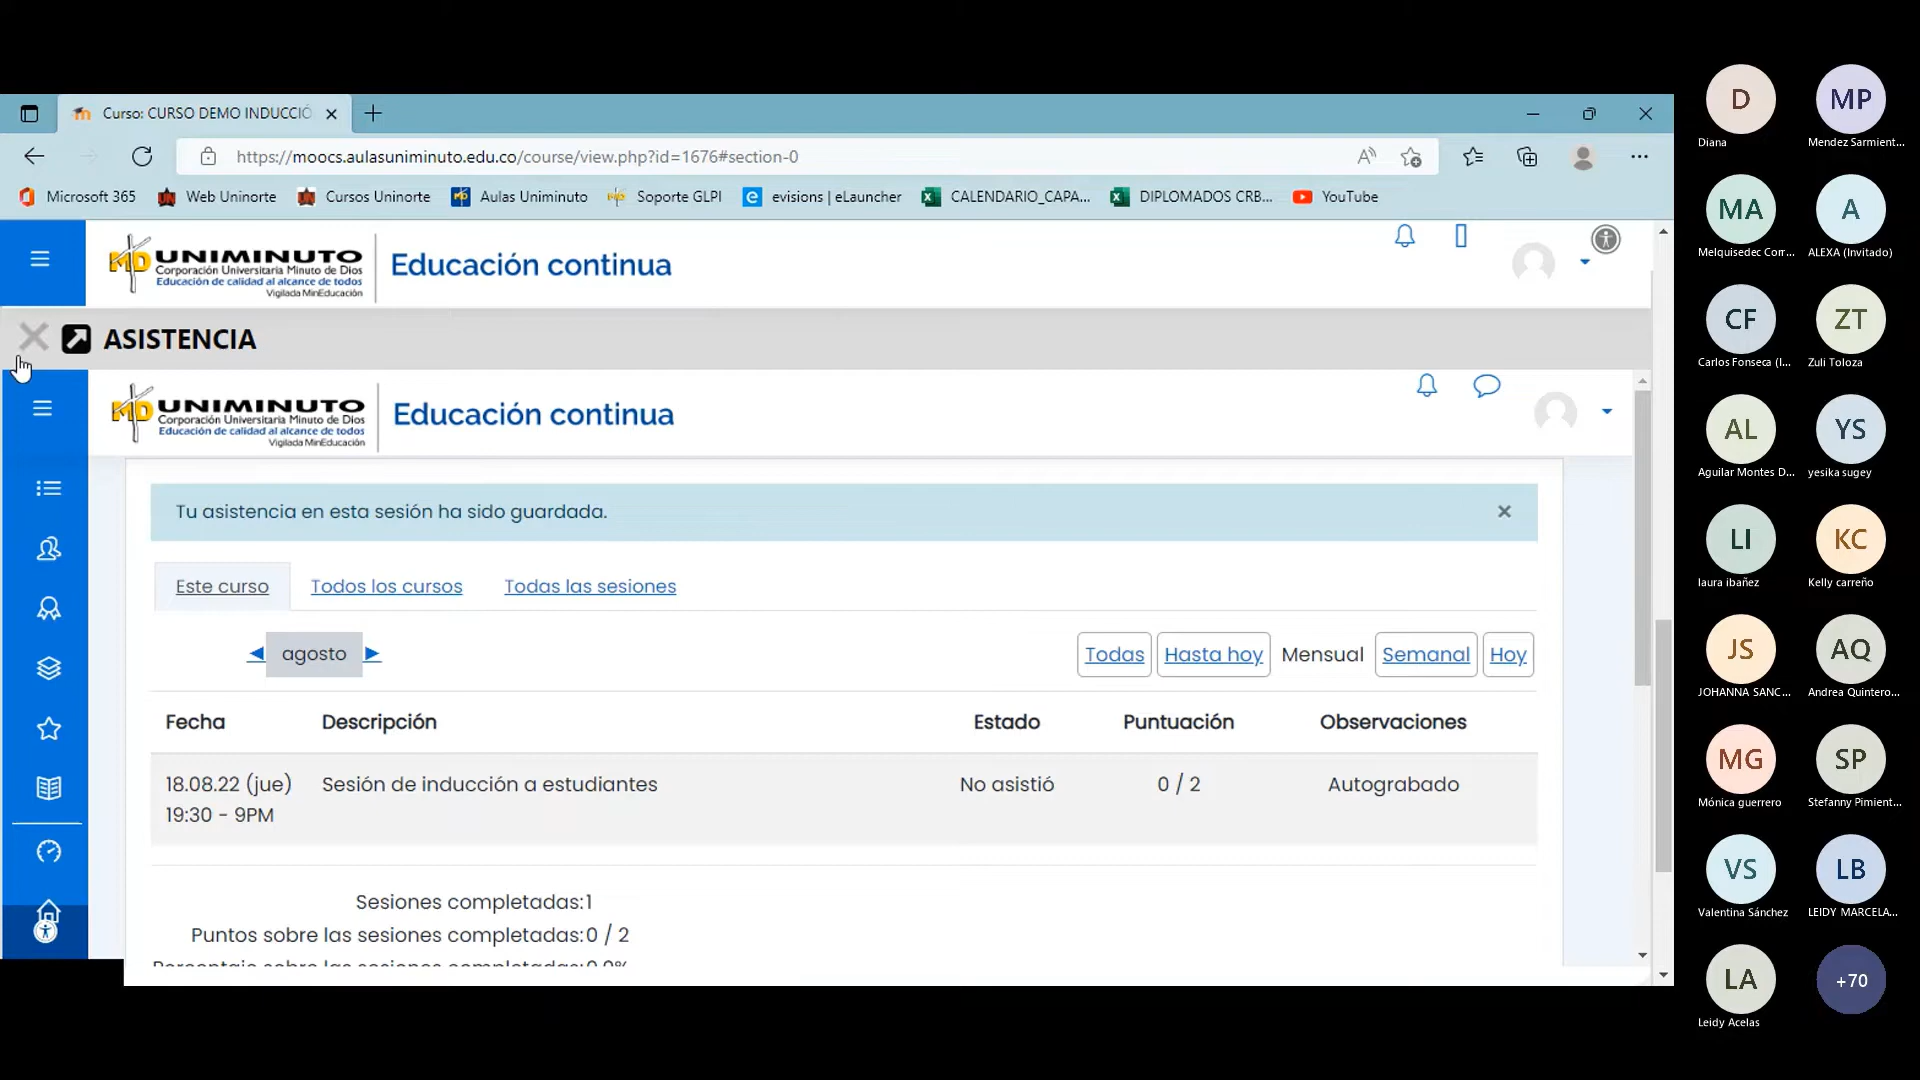 Curso: CURSO DEMO INDUCCIÓ
https://moocs.aulasuniminuto.edu.co/course/view.php?id=1676#section-0
Microsoft 365 Web Uninorte Cursos Uninorte Aulas Uniminuto Soporte GLPI evisions | eLauncher CALENDARIO_CAPA... DIPLOMADOS CRB... YouTube
UNIMINUTO
Corporación Universitaria Minuto de Dios
Educación de calidad al alcance de todos
Vigilada MinEducación
Educación continua
ASISTENCIA
UNIMINUTO
Corporación Universitaria Minuto de Dios
Educación de calidad al alcance de todos
Vigilada MinEducación
Educación continua
Tu asistencia en esta sesión ha sido guardada.
Este curso Todos los cursos Todas las sesiones
agosto Todas Hasta hoy Mensual Semanal Hoy
Fecha Descripción Estado Puntuación Observaciones
18.08.22 (jue) Sesión de inducción a estudiantes No asistió 0 / 2 Autograbado
19:30 - 9PM
Sesiones completadas:1
Puntos sobre las sesiones completadas:0 / 2
Porcentaje sobre las sesiones completadas:0,0%
D MP
Diana Mendez Sarmient...
MA A
Melquisedec Corr... ALEXA (Invitado)
CF ZT
Carlos Fonseca (I... Zuli Toloza
AL YS
Aguilar Montes D... yesika sugey
LI KC
laura ibañez Kelly carreño
JS AQ
JOHANNA SANC... Andrea Quintero...
MG SP
Mónica guerrero Stefanny Pimient...
VS LB
Valentina Sánchez LEIDY MARCELA...
LA +70
Leidy Acelas